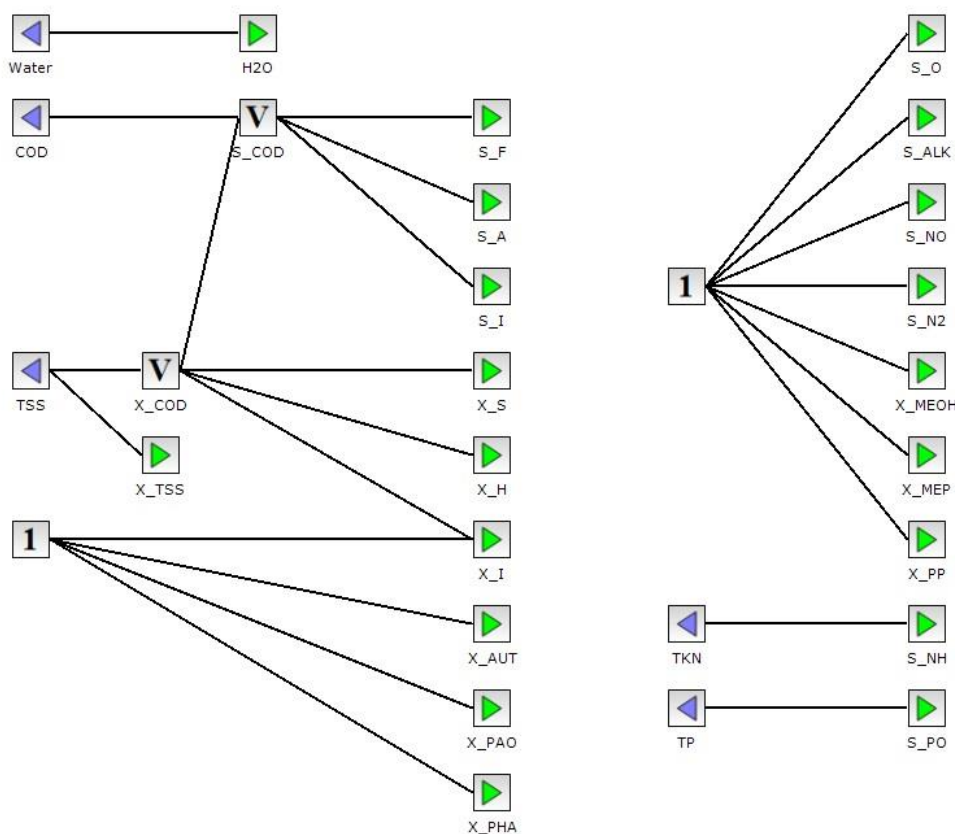 Water
H2O
S_O
COD
V
S_COD
S_F
S_ALK
S_A
S_NO
1
S_I
S_N2
TSS
V
X_COD
X_S
X_MEOH
X_TSS
X_H
X_MEP
1
X_I
X_PP
X_AUT
TKN
S_NH
X_PAO
TP
S_PO
X_PHA